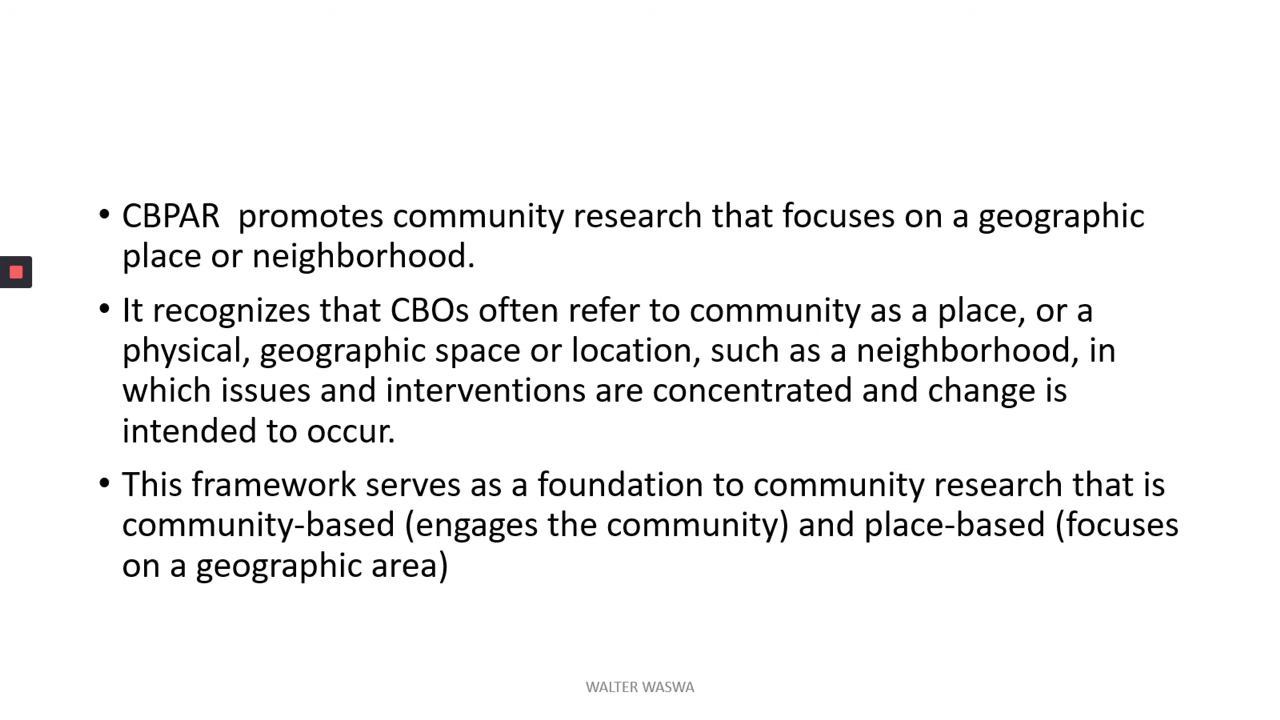 • CBPAR  promotes community research that focuses on a geographic
place or neighborhood.
• It recognizes that CBOs often refer to community as a place, or a
physical, geographic space or location, such as a neighborhood, in
which issues and interventions are concentrated and change is
intended to occur.
• This framework serves as a foundation to community research that is
community-based (engages the community) and place-based (focuses
on a geographic area)
WALTER WASWA